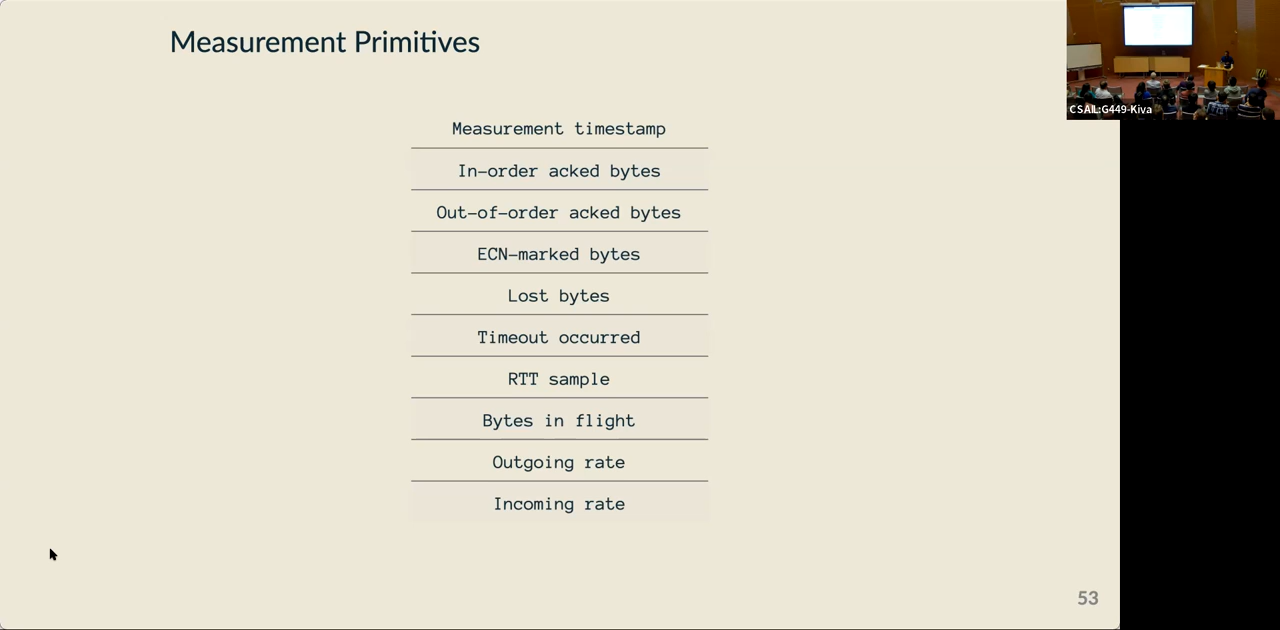 Measurement Primitives
Measurement timestamp
In-order acked bytes
Out-of-order acked bytes
ECN-marked bytes
Lost bytes
Timeout occurred
RTT sample
Bytes in flight
Outgoing rate
Incoming rate
53
CSAIL:G449-Kiva